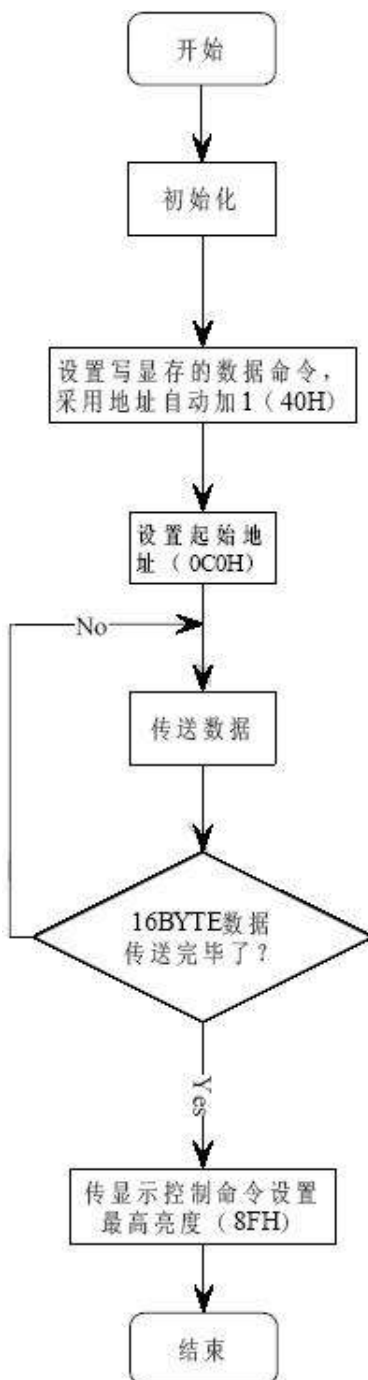 开始
初始化
设置写显存的数据命令，
采用地址自动加1（40H）
设置起始地
址（0C0H）
No
传送数据
16BYTE数据
传送完毕了？
Yes
传显示控制命令设置
最高亮度（8FH）
结束